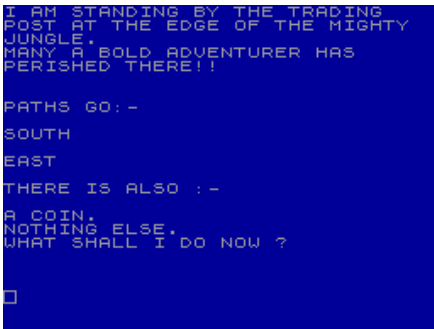 I AM STANDING BY THE TRADING
POST AT THE EDGE OF THE MIGHTY
JUNGLE.
MANY A BOLD ADVENTURER HAS
PERISHED THERE!!
PATHS GO:-
SOUTH
EAST
THERE IS ALSO :-
A COIN.
NOTHING ELSE.
WHAT SHALL I DO NOW ?